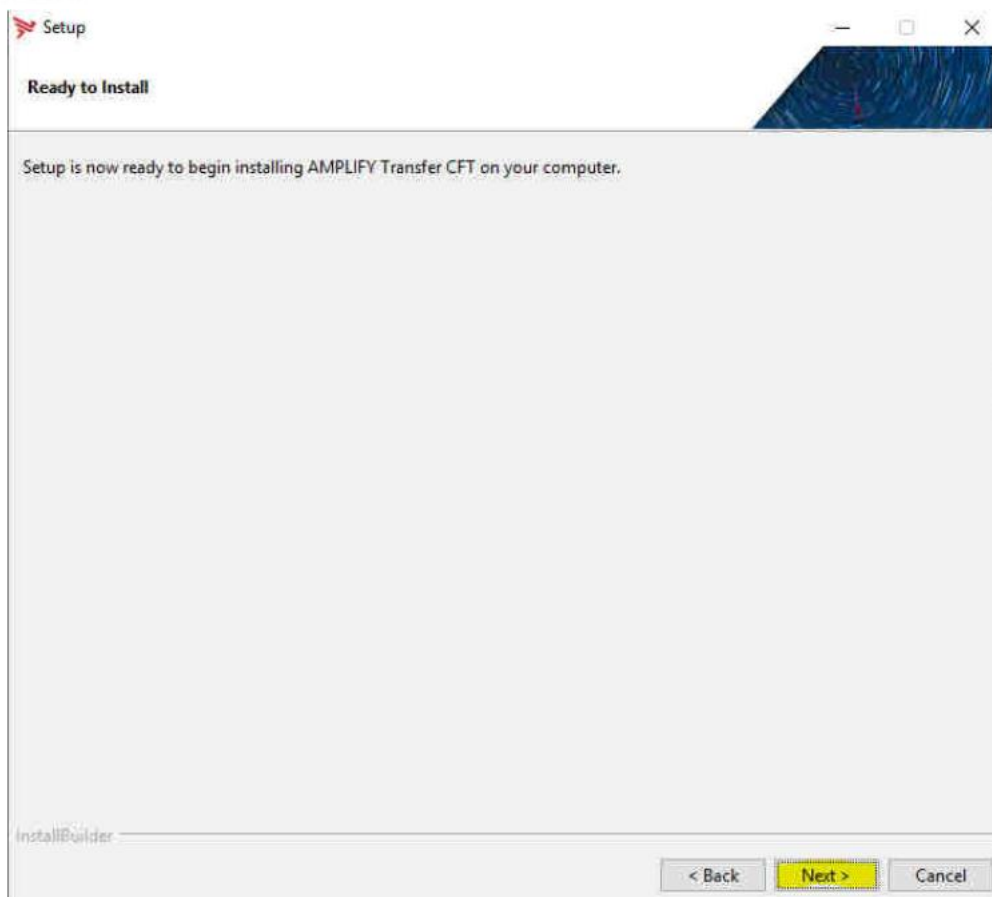 Setup
Ready to Install
Setup is now ready to begin installing AMPLIFY Transfer CFT on your computer.
InstallBuilder
< Back
Next >
Cancel